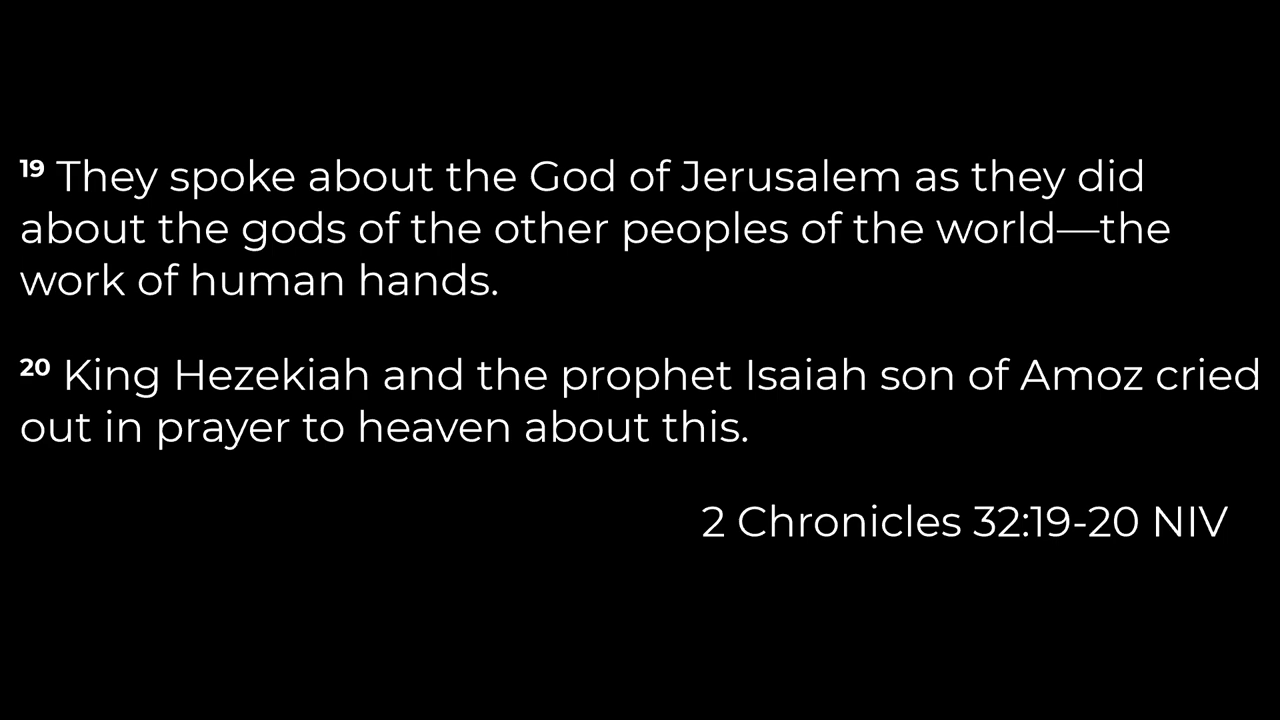 19 They spoke about the God of Jerusalem as they did
about the gods of the other peoples of the world—the
work of human hands.
20 King Hezekiah and the prophet Isaiah son of Amoz cried
out in prayer to heaven about this.
2 Chronicles 32:19-20 NIV